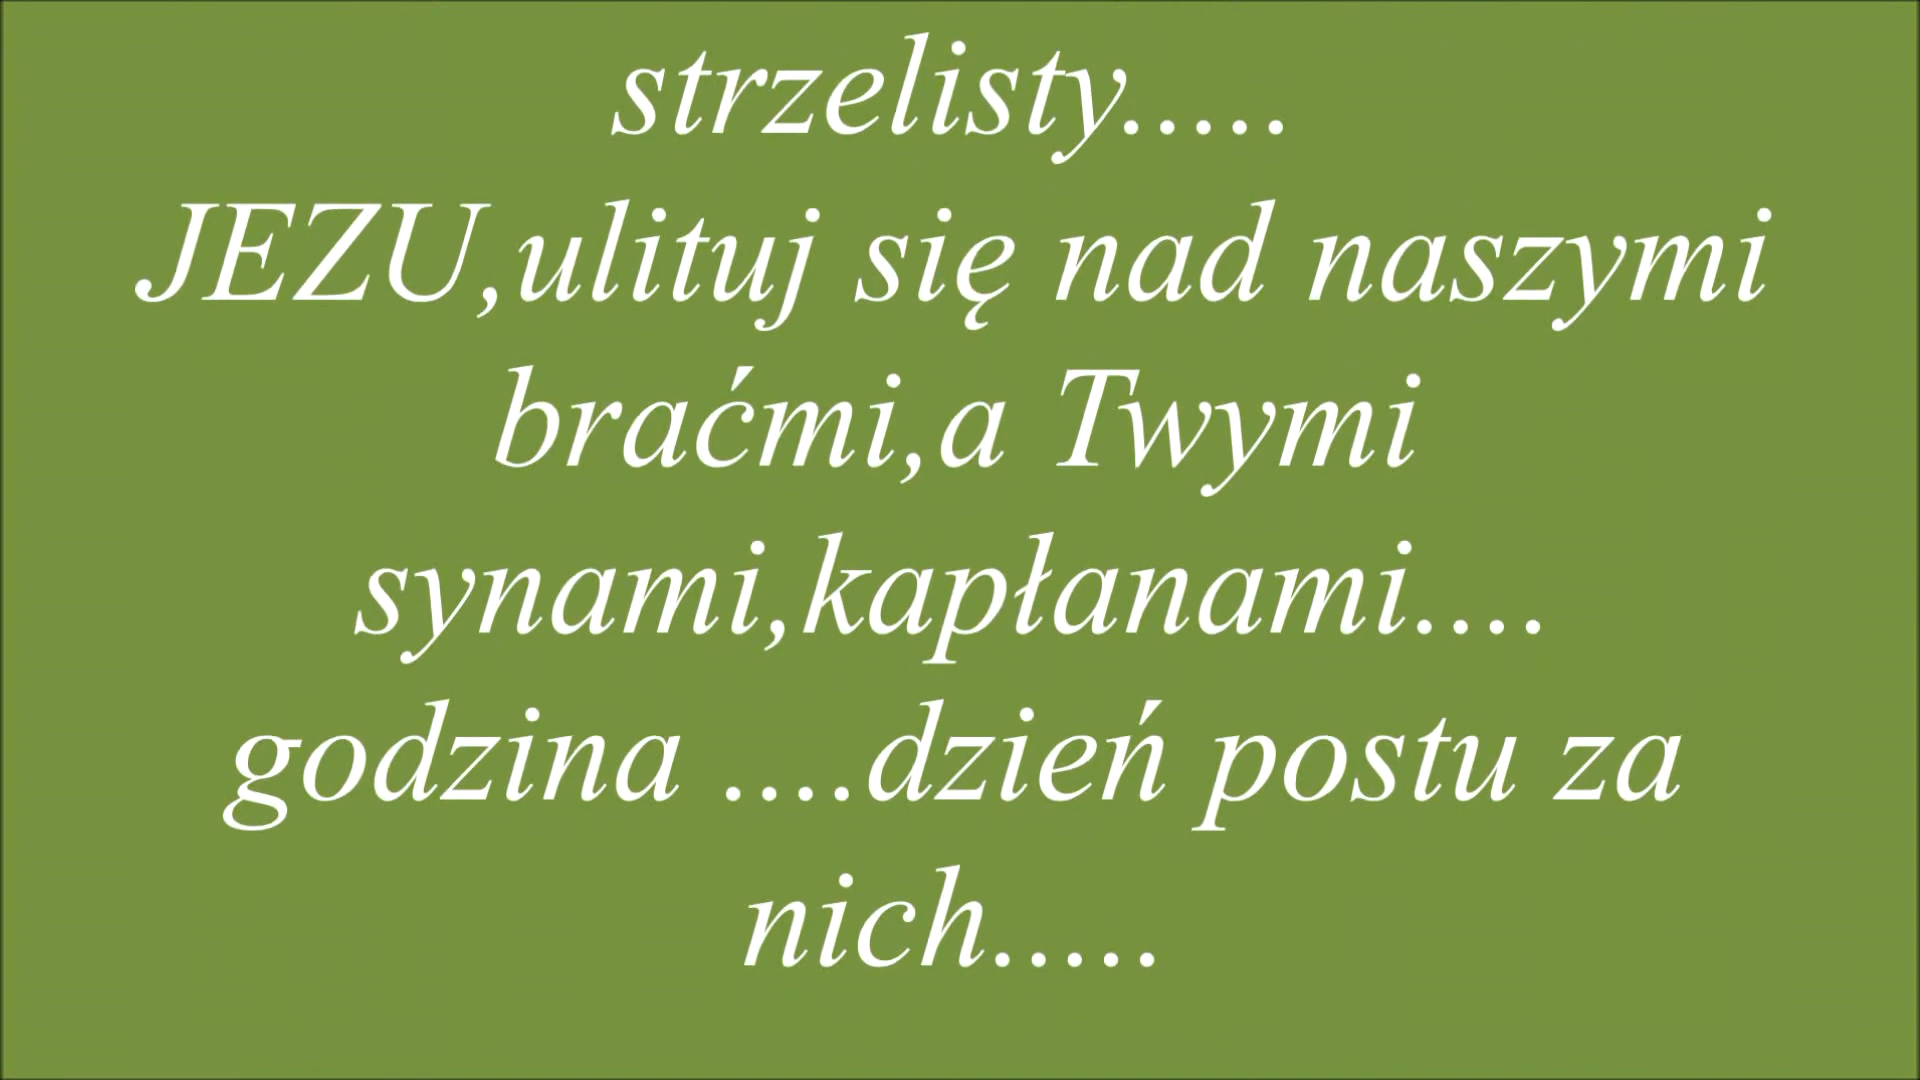 strzelisty.....
JEZU,ulituj się nad naszymi
braćmi,a Twymi
synami,kapłanami....
godzina ....dzień postu za
nich.....